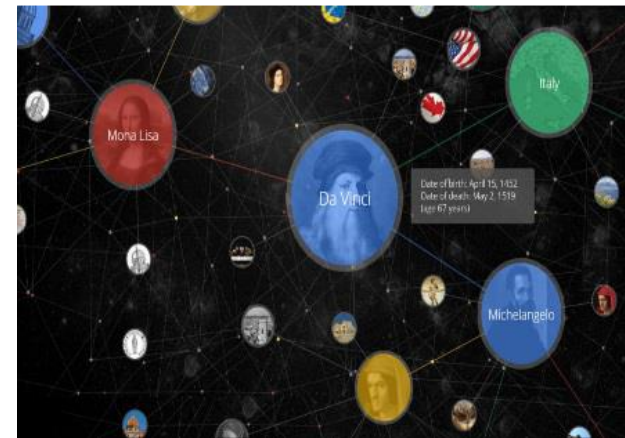 Mona Lisa
Italy
Da Vinci
Date of birth: April 15, 1452
Date of death: May 2, 1519
(age 67 years)
Michelangelo